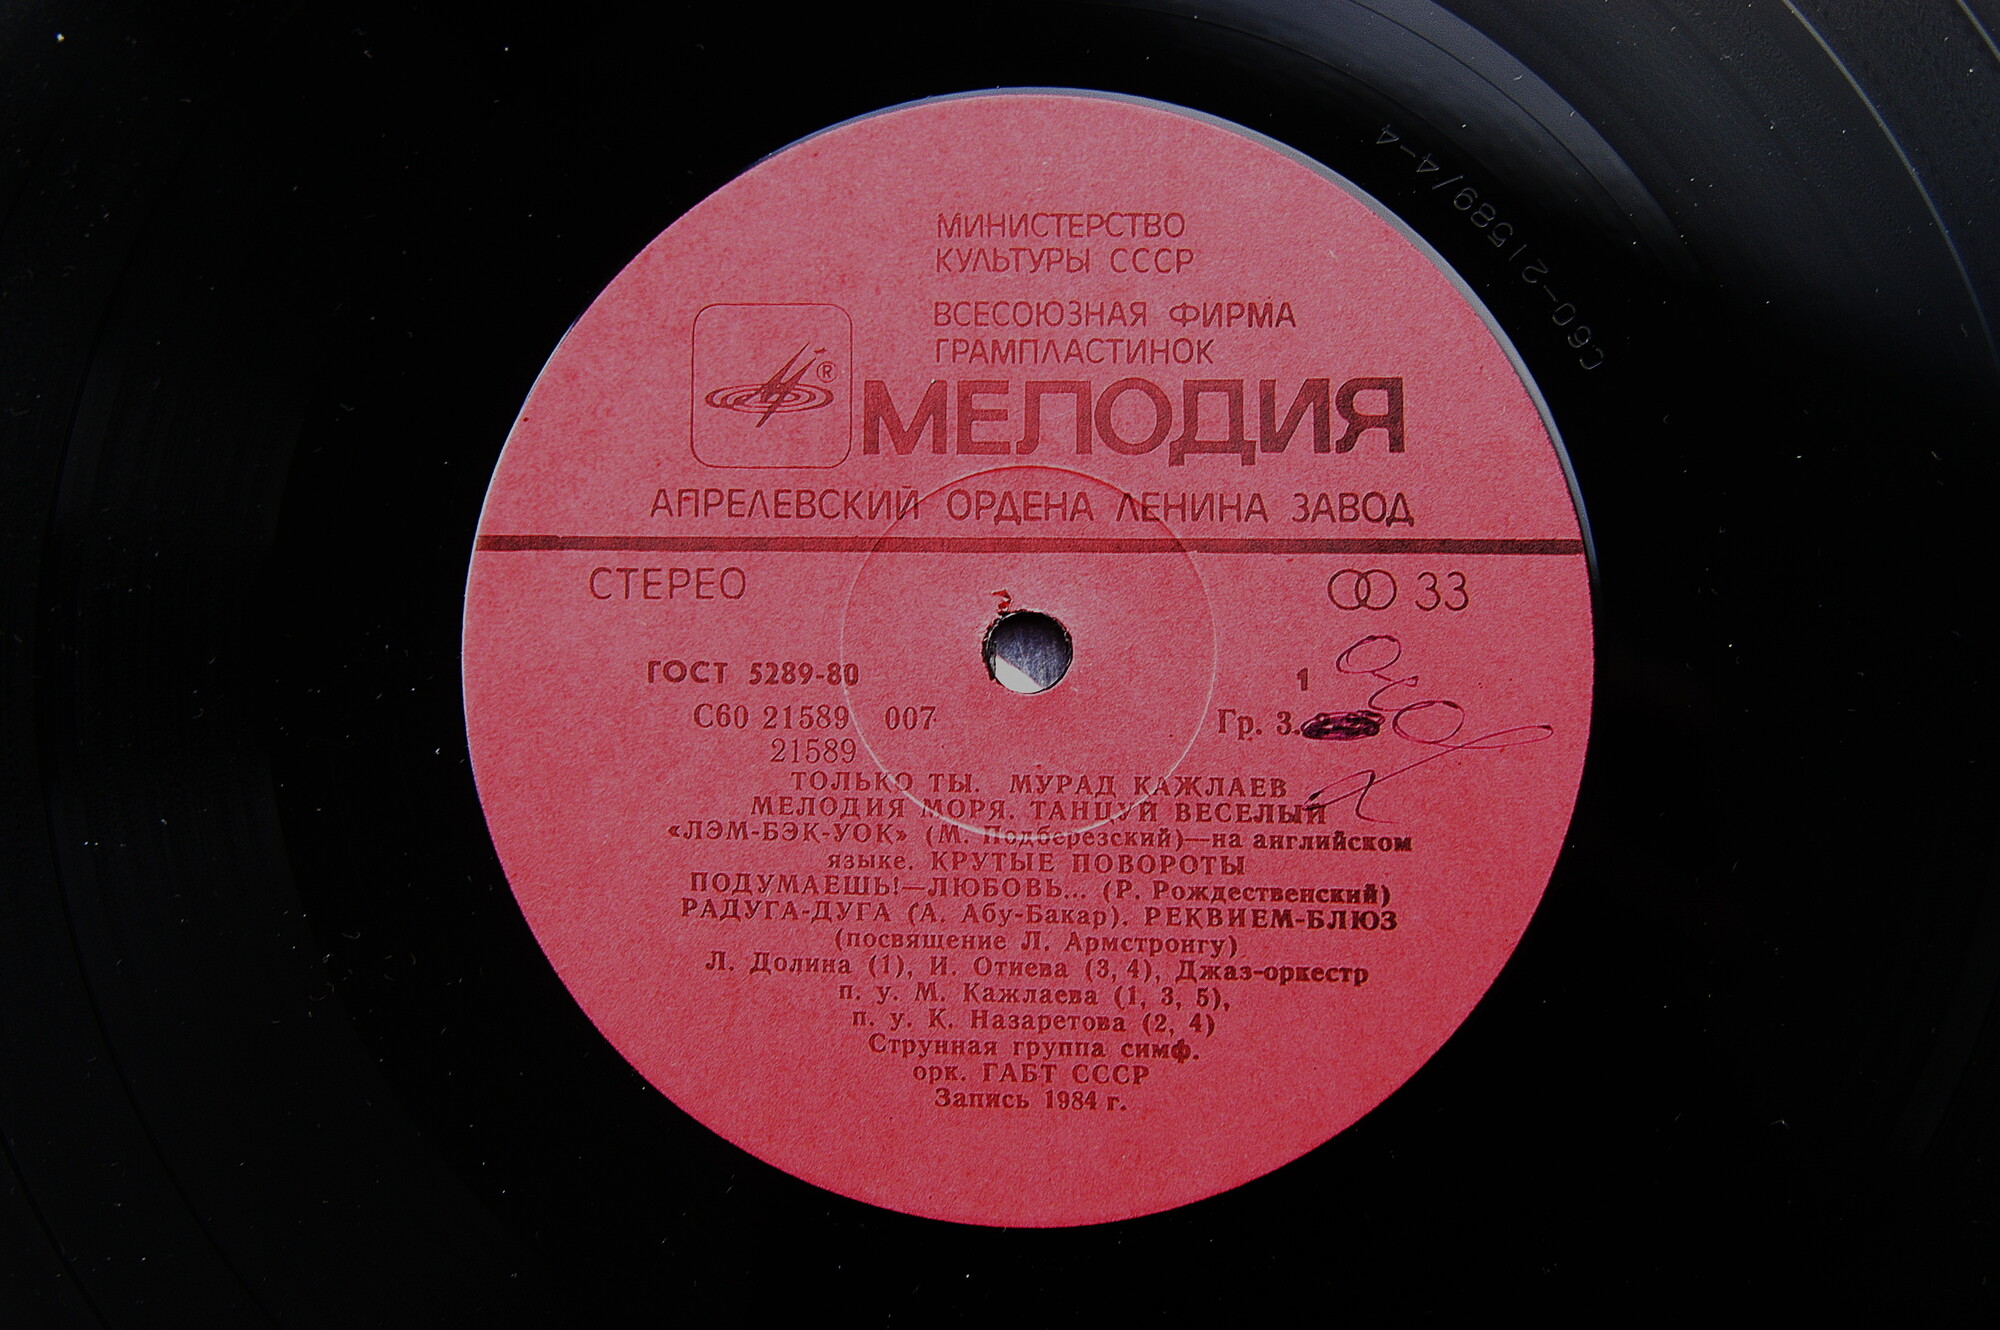 МИНИСТЕРСТВО
КУЛЬТУРЫ СССР
ВСЕСОЮЗНАЯ ФИРМА
ГРАМПЛАСТИНОК
® МЕЛОДИЯ
АПРЕЛЕВСКИЙ ОРДЕНА ЛЕНИНА ЗАВОД
СТЕРЕО 33
ГОСТ 5289-80 1
С60 21589 007 Гр. 3.
21589
ТОЛЬКО ТЫ. МУРАД КАЖЛАЕВ
МЕЛОДИЯ МОРЯ. ТАНЦУЙ ВЕСЕЛЫЙ
«ЛЭМ-БЭК-УОК» (М. Подберезский)—на английском
языке. КРУТЫЕ ПОВОРОТЫ
ПОДУМАЕШЬ!—ЛЮБОВЬ... (Р. Рождественский)
РАДУГА-ДУГА (А. Абу-Бакар). РЕКВИЕМ-БЛЮЗ
(посвящение Л. Армстронгу)
Л. Долина (1), И. Отиева (3, 4), Джаз-оркестр
п. у. М. Кажлаева (1, 3, 5),
п. у. К. Назаретова (2, 4)
Струнная группа симф.
орк. ГАБТ СССР
Запись 1984 г.
С60-21589/4-4